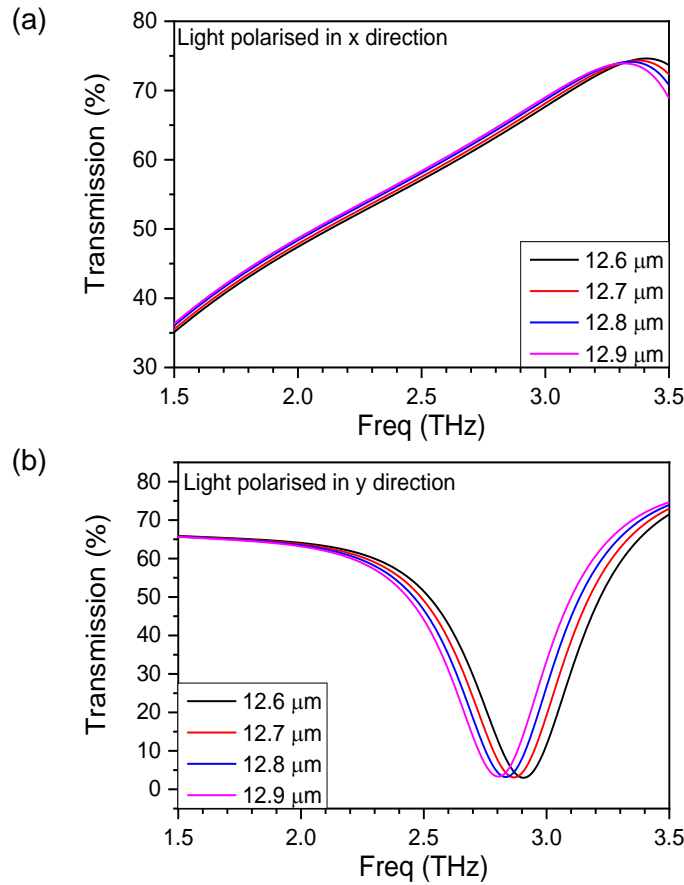 (a)
Light polarised in x direction
Transmission (%)
80
70
60
50
40
30
1.5 2.0 2.5 3.0 3.5
Freq (THz)
12.6 μm
12.7 μm
12.8 μm
12.9 μm
(b)
Light polarised in y direction
Transmission (%)
80
70
60
50
40
30
20
10
0
1.5 2.0 2.5 3.0 3.5
Freq (THz)
12.6 μm
12.7 μm
12.8 μm
12.9 μm